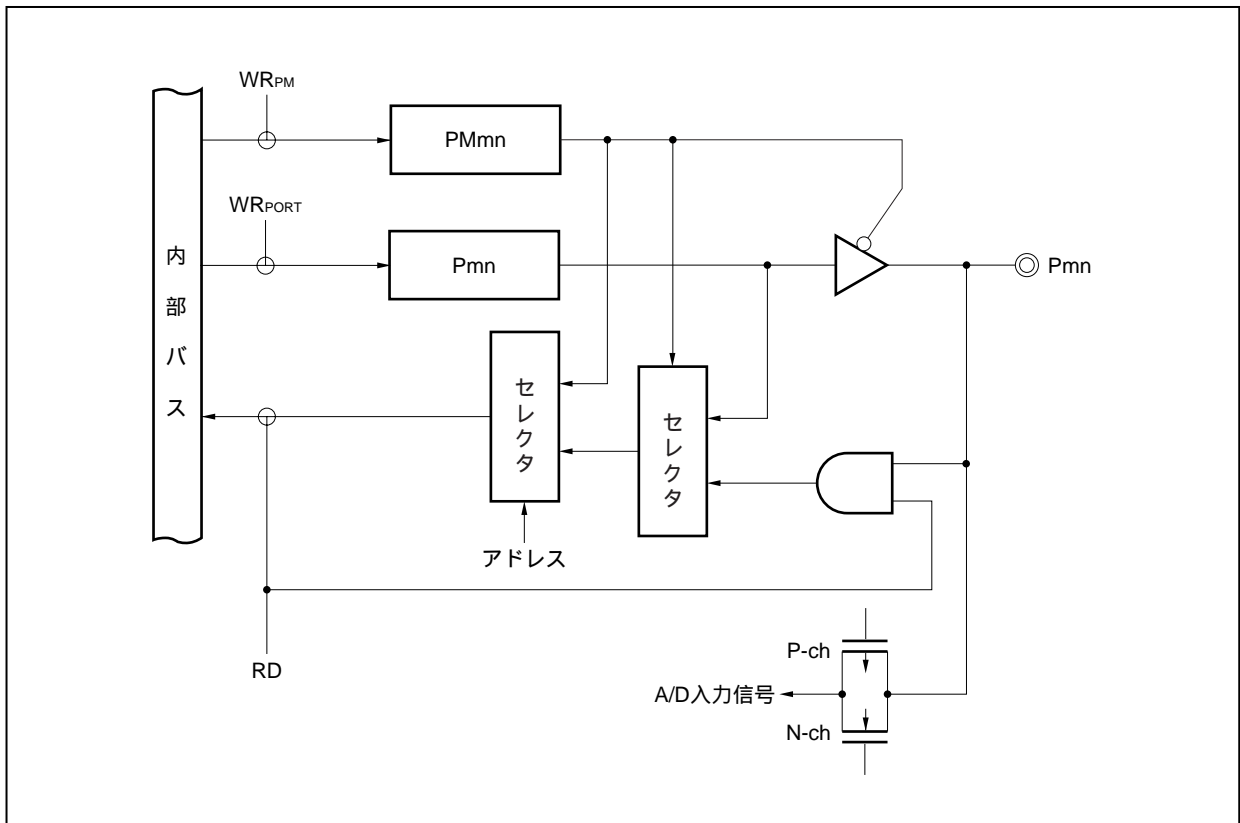 WRPM
PMmn
WRPORT
Pmn
Pmn
内部バス
セレクタ
セレクタ
アドレス
RD
P-ch
A/D入力信号
N-ch